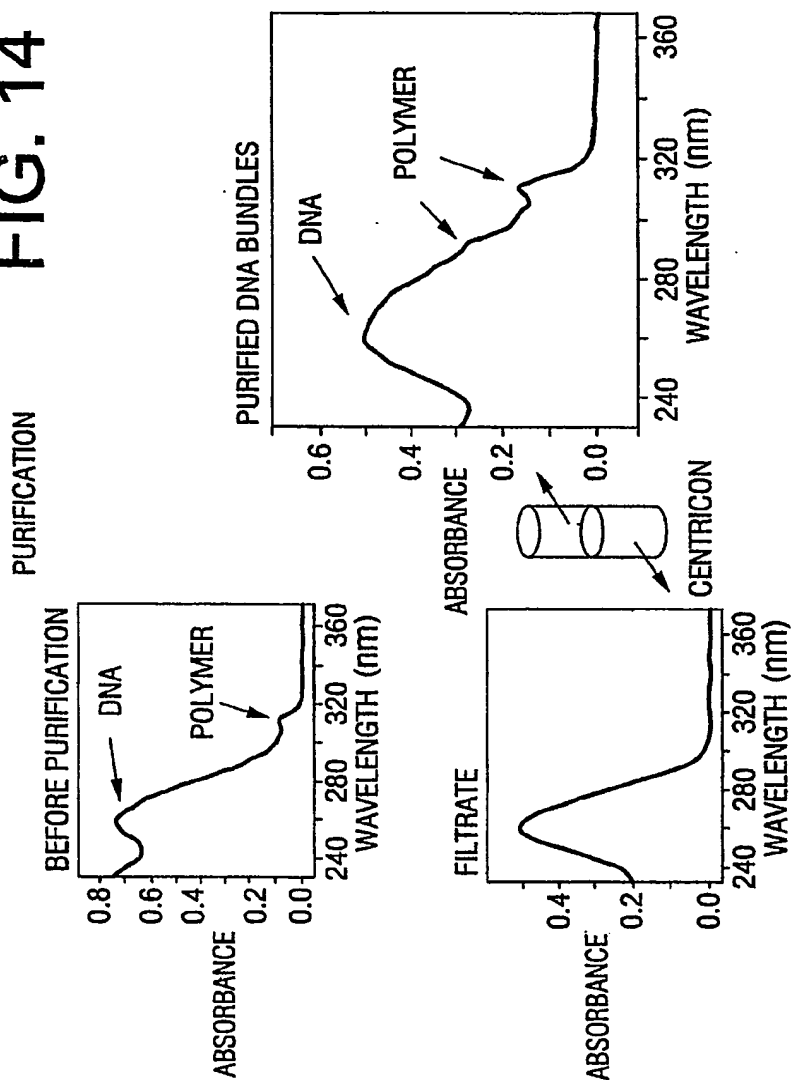 FIG. 14
PURIFICATION
BEFORE PURIFICATION
DNA
POLYMER
ABSORBANCE
0.8
0.6
0.4
0.2
0.0
240 280 320 360
WAVELENGTH (nm)
FILTRATE
ABSORBANCE
0.4
0.2
0.0
240 280 320 360
WAVELENGTH (nm)
CENTRICON
PURIFIED DNA BUNDLES
DNA
POLYMER
ABSORBANCE
0.6
0.4
0.2
0.0
240 280 320 360
WAVELENGTH (nm)